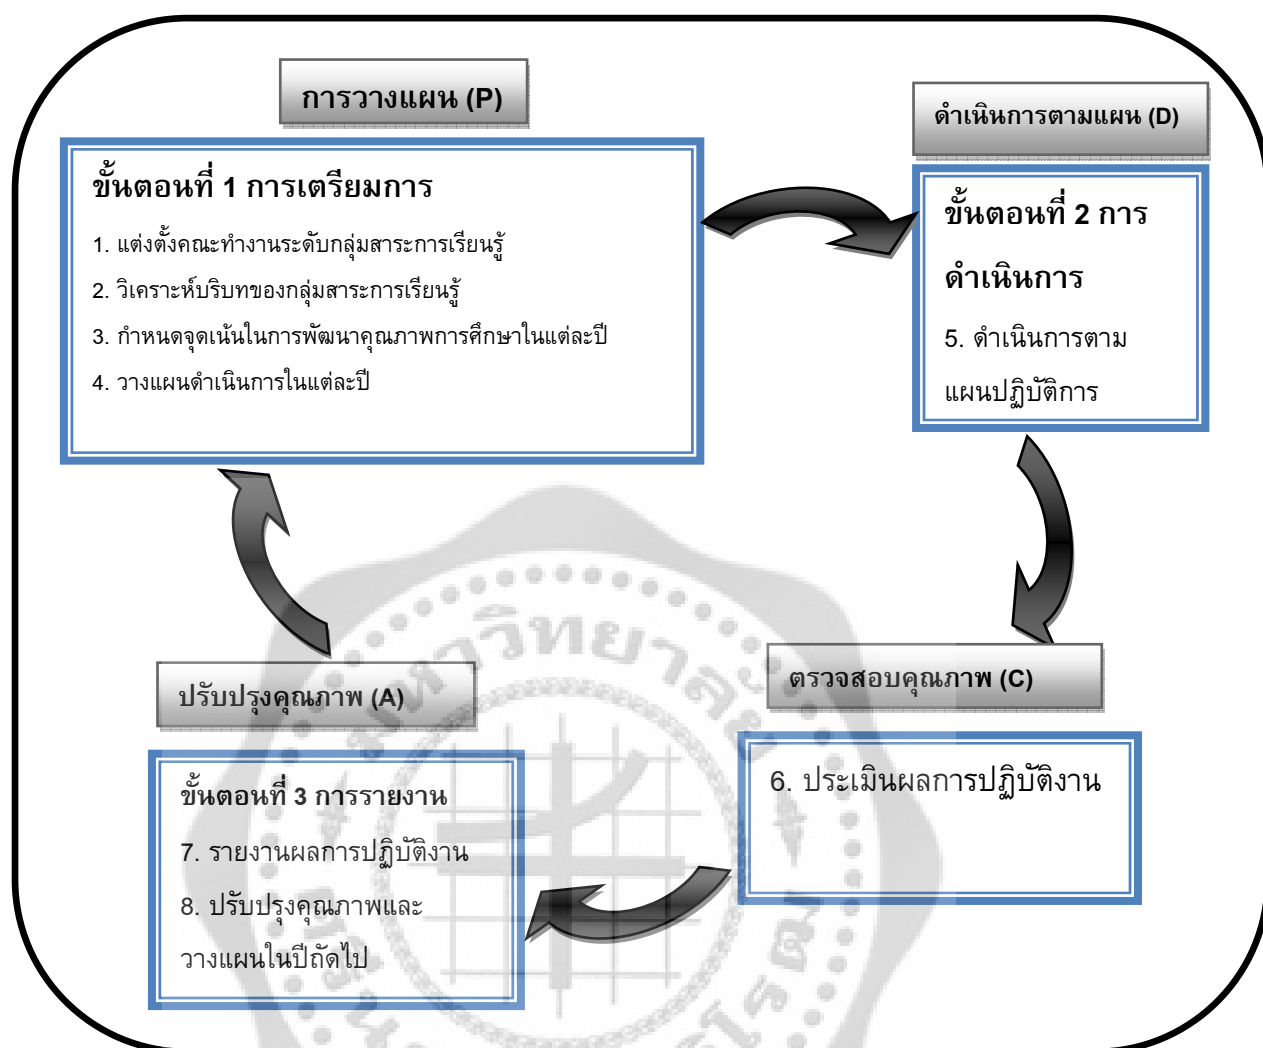 การวางแผน (P)
ขั้นตอนที่ 1 การเตรียมการ
1. แต่งตั้งคณะทำงานระดับกลุ่มสาระการเรียนรู้
2. วิเคราะห์บริบทของกลุ่มสาระการเรียนรู้
3. กำหนดจุดเน้นในการพัฒนาคุณภาพการศึกษาในแต่ละปี
4. วางแผนดำเนินการในแต่ละปี
ดำเนินการตามแผน (D)
ขั้นตอนที่ 2 การ
ดำเนินการ
5. ดำเนินการตาม
แผนปฏิบัติการ
ตรวจสอบคุณภาพ (C)
6. ประเมินผลการปฏิบัติงาน
ปรับปรุงคุณภาพ (A)
ขั้นตอนที่ 3 การรายงาน
7. รายงานผลการปฏิบัติงาน
8. ปรับปรุงคุณภาพและ
วางแผนในปีถัดไป
มหาวิทยาลัย